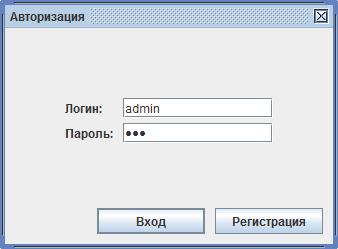 Авторизация
Логин: admin
Пароль: ●●●
Вход Регистрация